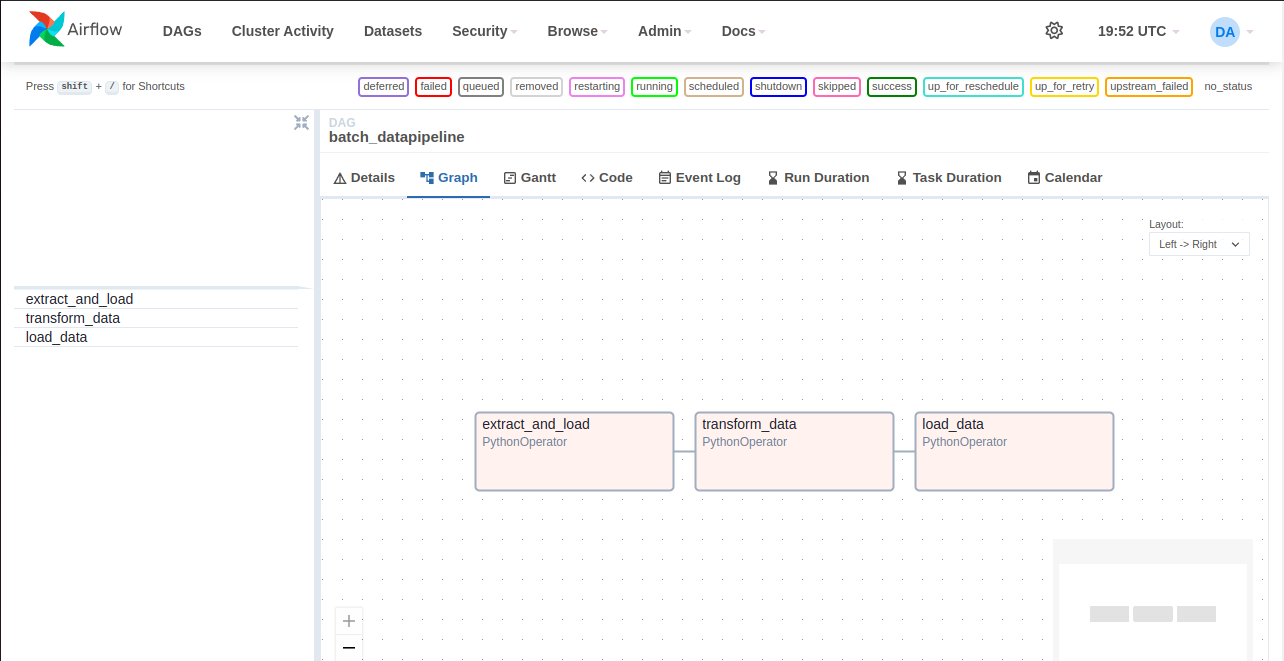 Airflow DAGs Cluster Activity Datasets Security Browse Admin Docs 19:52 UTC DA
Press shift + / for Shortcuts deferred failed queued removed restarting running scheduled shutdown skipped success up_for_reschedule up_for_retry upstream_failed no_status
DAG
batch_datapipeline
Details Graph Gantt Code Event Log Run Duration Task Duration Calendar
Layout:
Left -> Right
extract_and_load
transform_data
load_data
extract_and_load transform_data load_data
PythonOperator PythonOperator PythonOperator